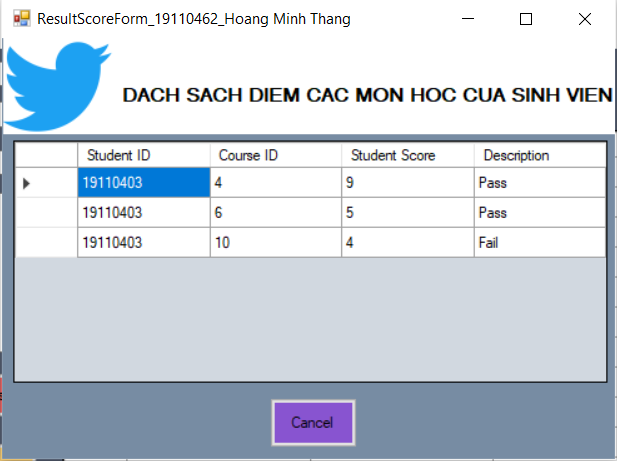 ResultScoreForm_19110462_Hoang Minh Thang
DACH SACH DIEM CAC MON HOC CUA SINH VIEN
Student ID Course ID Student Score Description
19110403 4 9 Pass
19110403 6 5 Pass
19110403 10 4 Fail
Cancel